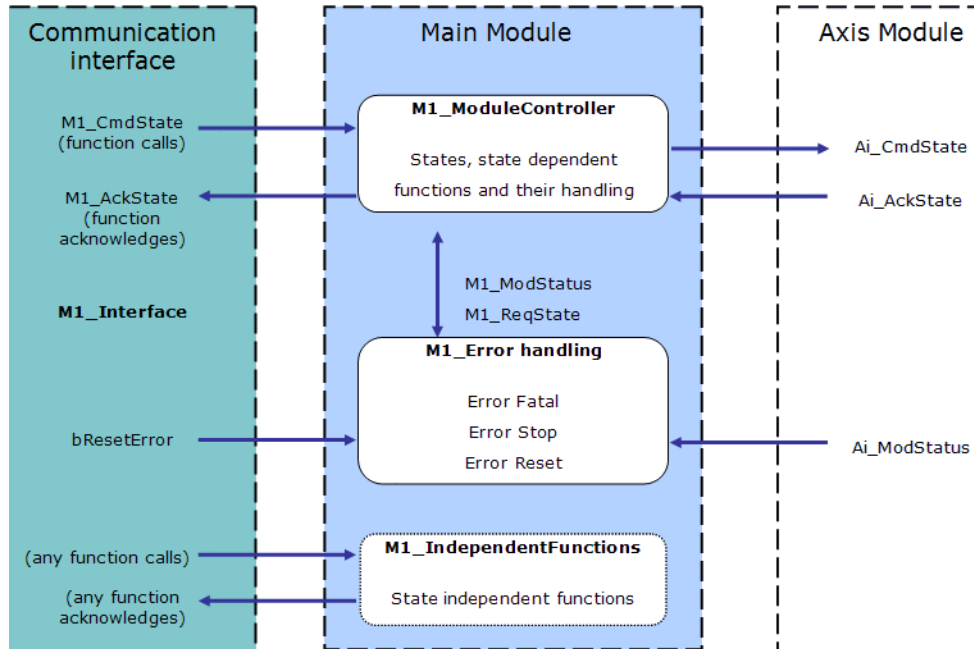 Communication
interface
M1_CmdState
(function calls)
M1_AckState
(function
acknowledges)
M1_Interface
bResetError
(any function calls)
(any function
acknowledges)
Main Module
M1_ModuleController
States, state dependent
functions and their handling
M1_ModStatus
M1_ReqState
M1_Error handling
Error Fatal
Error Stop
Error Reset
M1_IndependentFunctions
State independent functions
Axis Module
Ai_CmdState
Ai_AckState
Ai_ModStatus